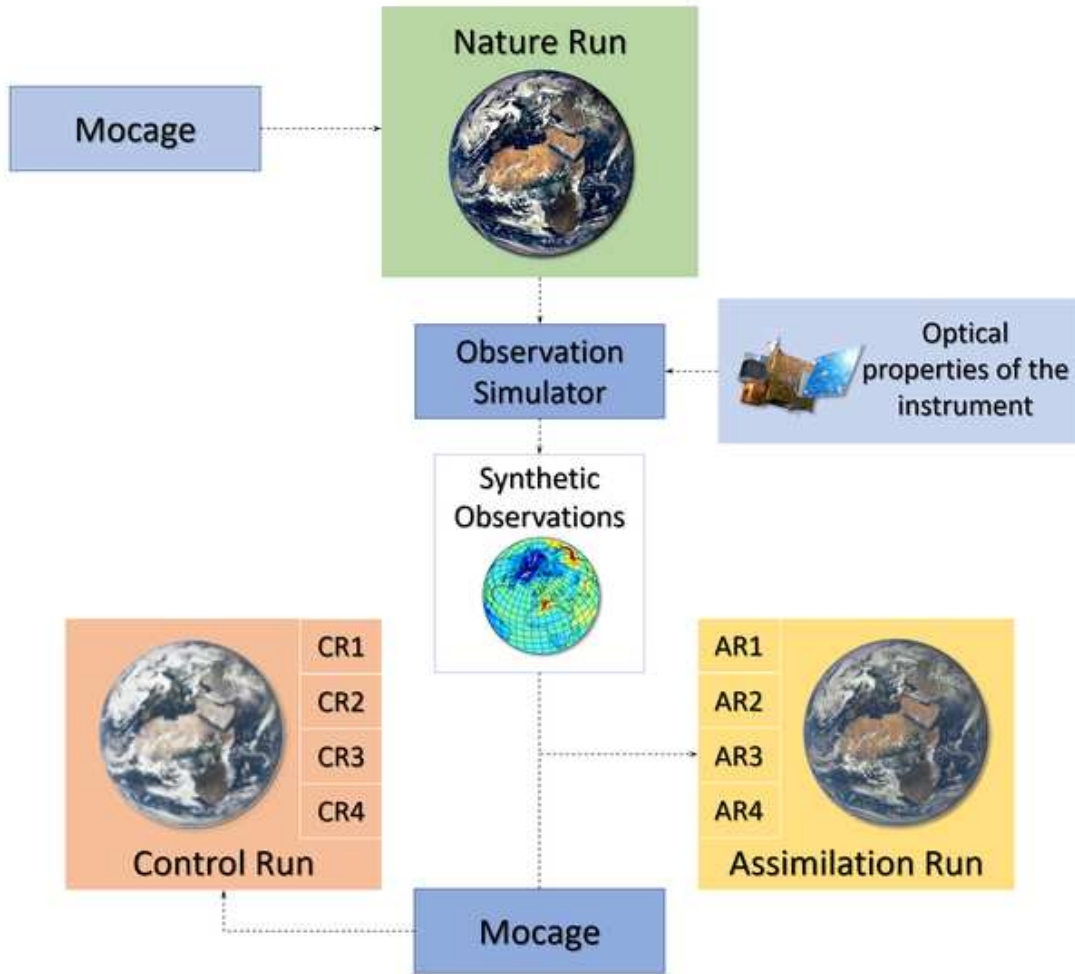 Nature Run
Mocage
Observation
Simulator
Optical
properties of the
instrument
Synthetic
Observations
CR1
CR2
CR3
CR4
Control Run
AR1
AR2
AR3
AR4
Assimilation Run
Mocage